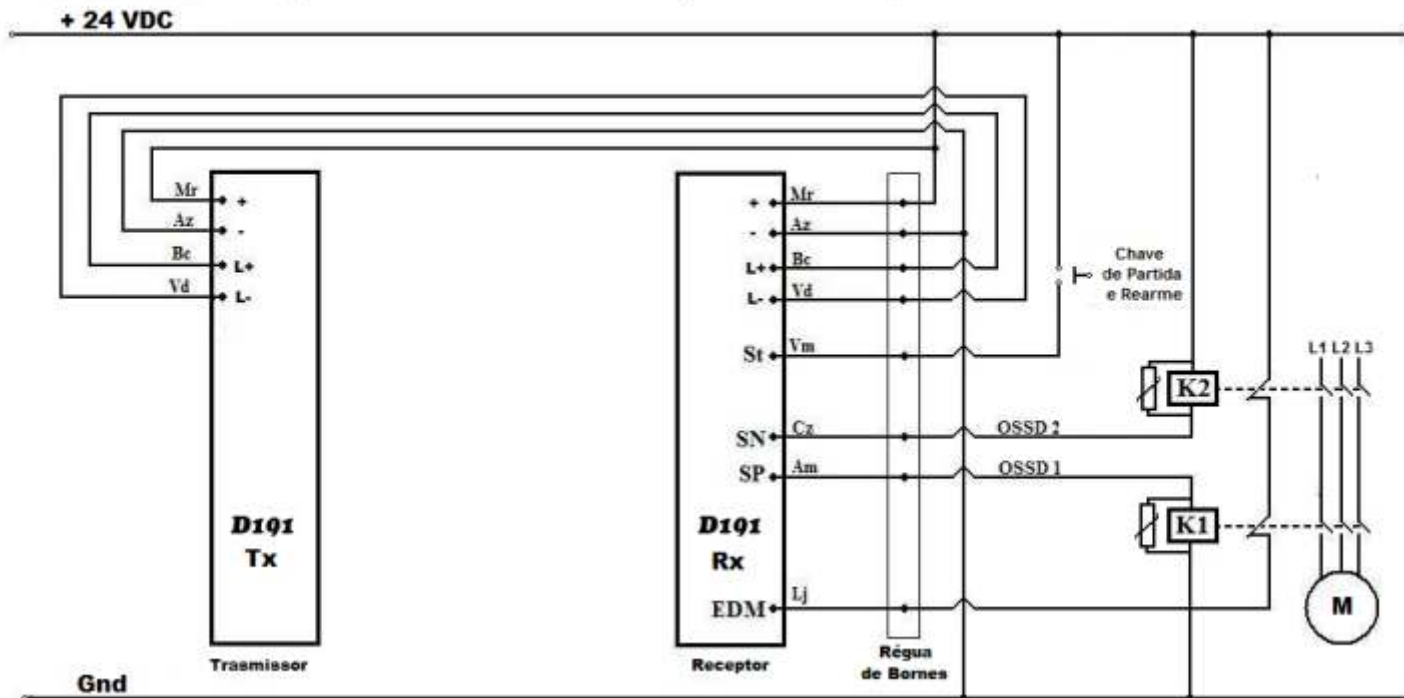 + 24 VDC
Mr
+
Az
-
Bc
L+
Vd
L-
D191
Tx
Trasmissor
+
Mr
-
Az
L+
Bc
L-
Vd
St
Vm
SN
Cz
OSSD 2
SP
Am
OSSD 1
D191
Rx
EDM
Lj
Receptor
Régua
de Bornes
Chave
de Partida
e Rearme
K2
K1
L1 L2 L3
M
Gnd